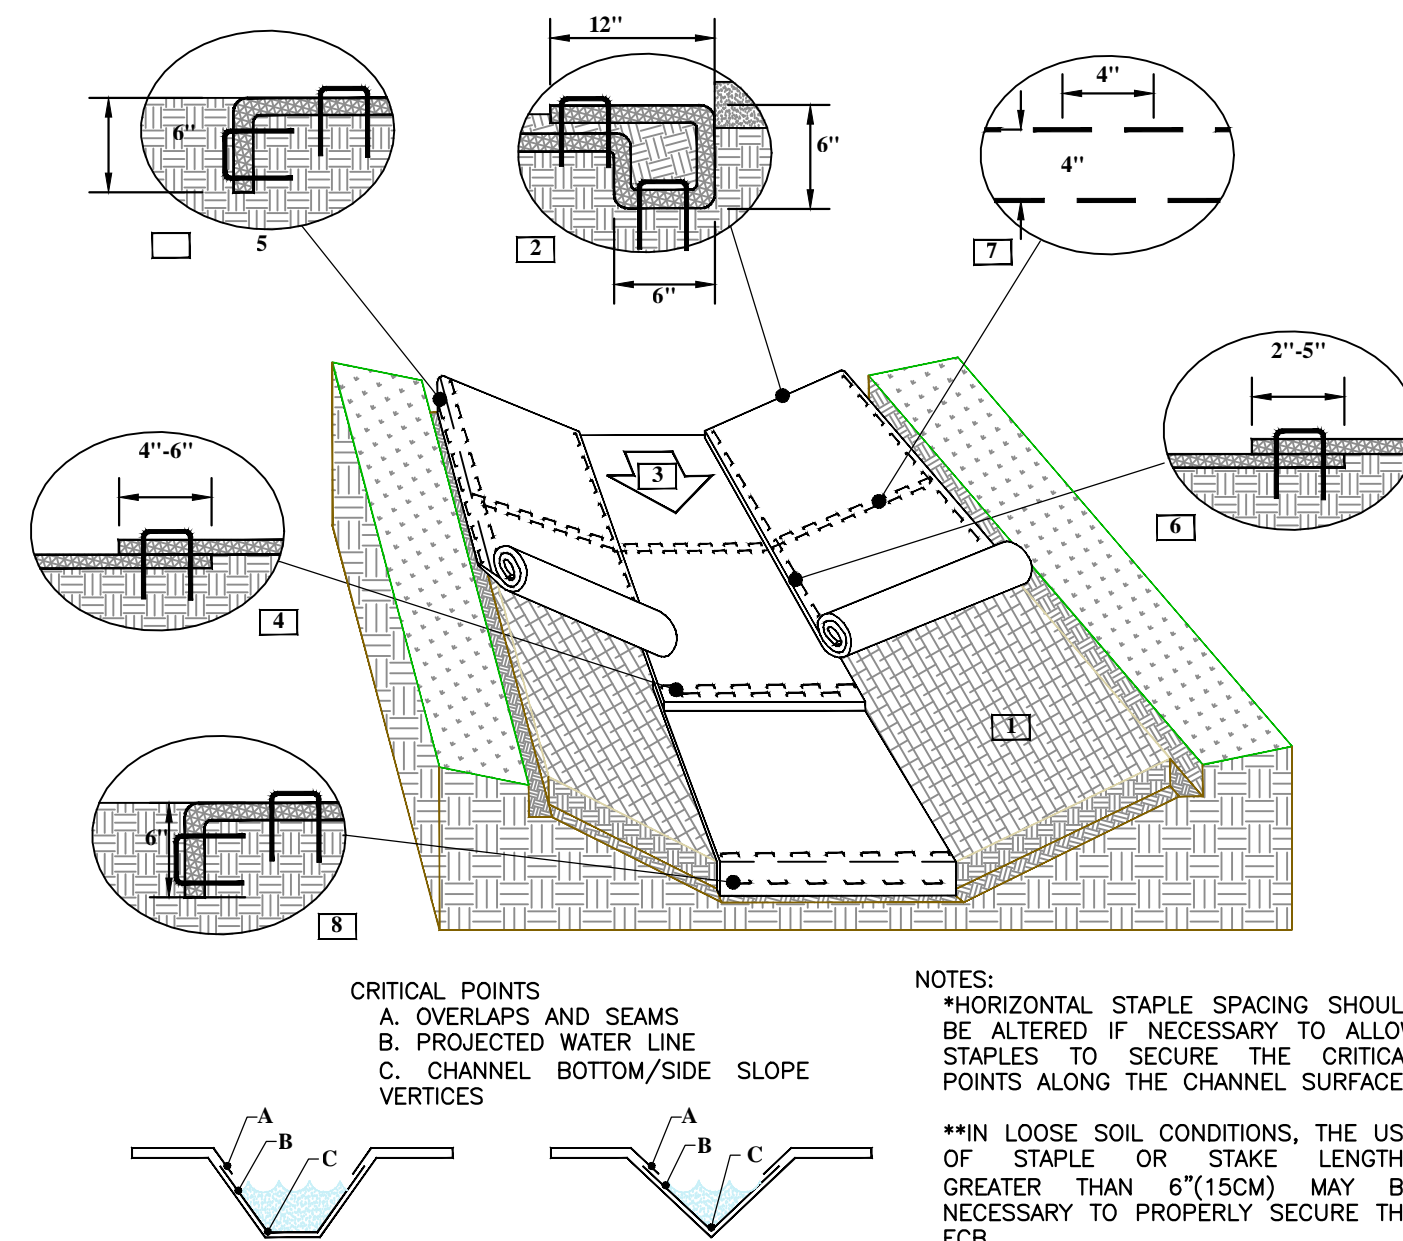 12"
6"
5
6"
2
6"
4"
4"
7
2"-5"
6
4"-6"
4
3
1
6"
8
CRITICAL POINTS
A. OVERLAPS AND SEAMS
B. PROJECTED WATER LINE
C. CHANNEL BOTTOM/SIDE SLOPE
VERTICES
A
B
C
A
B
C
NOTES:
*HORIZONTAL STAPLE SPACING SHOUL
BE ALTERED IF NECESSARY TO ALLOW
STAPLES TO SECURE THE CRITICA
POINTS ALONG THE CHANNEL SURFACE
**IN LOOSE SOIL CONDITIONS, THE US
OF STAPLE OR STAKE LENGTH
GREATER THAN 6”(15CM) MAY B
NECESSARY TO PROPERLY SECURE TH